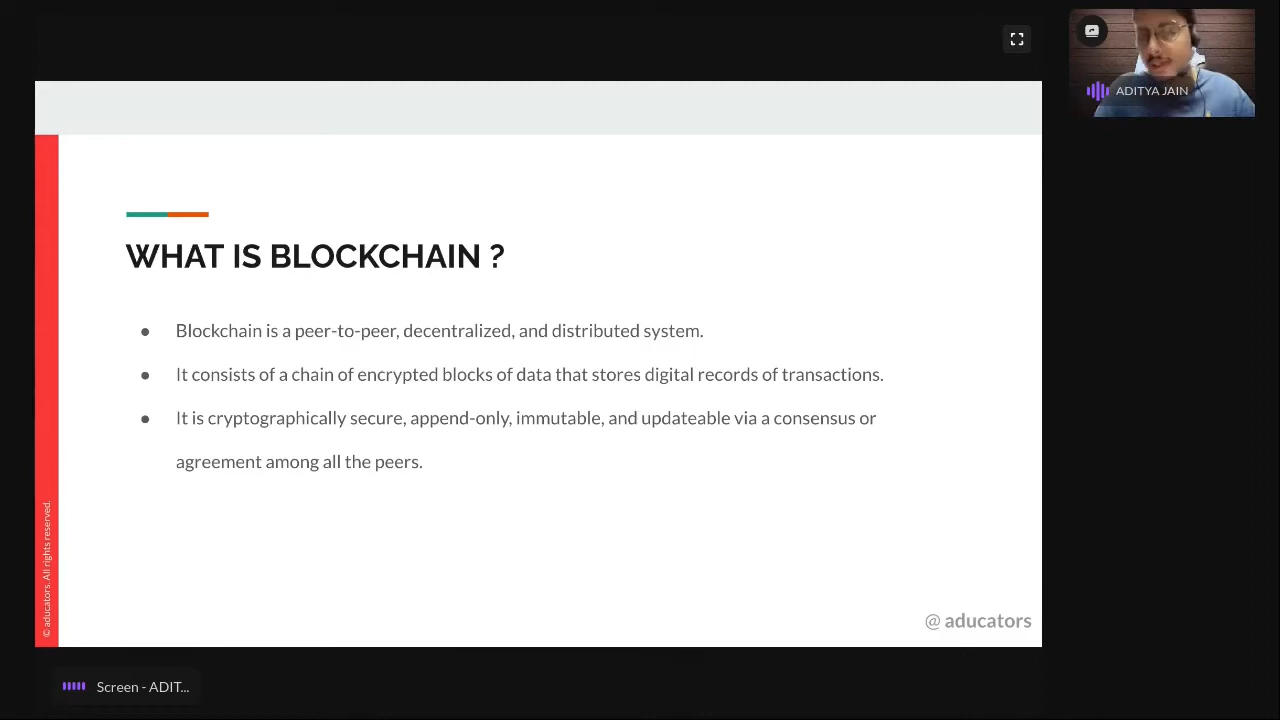 ADITYA JAIN
WHAT IS BLOCKCHAIN ?
● Blockchain is a peer-to-peer, decentralized, and distributed system.
● It consists of a chain of encrypted blocks of data that stores digital records of transactions.
● It is cryptographically secure, append-only, immutable, and updateable via a consensus or
agreement among all the peers.
© aducators. All rights reserved.
@ aducators
Screen - ADIT...